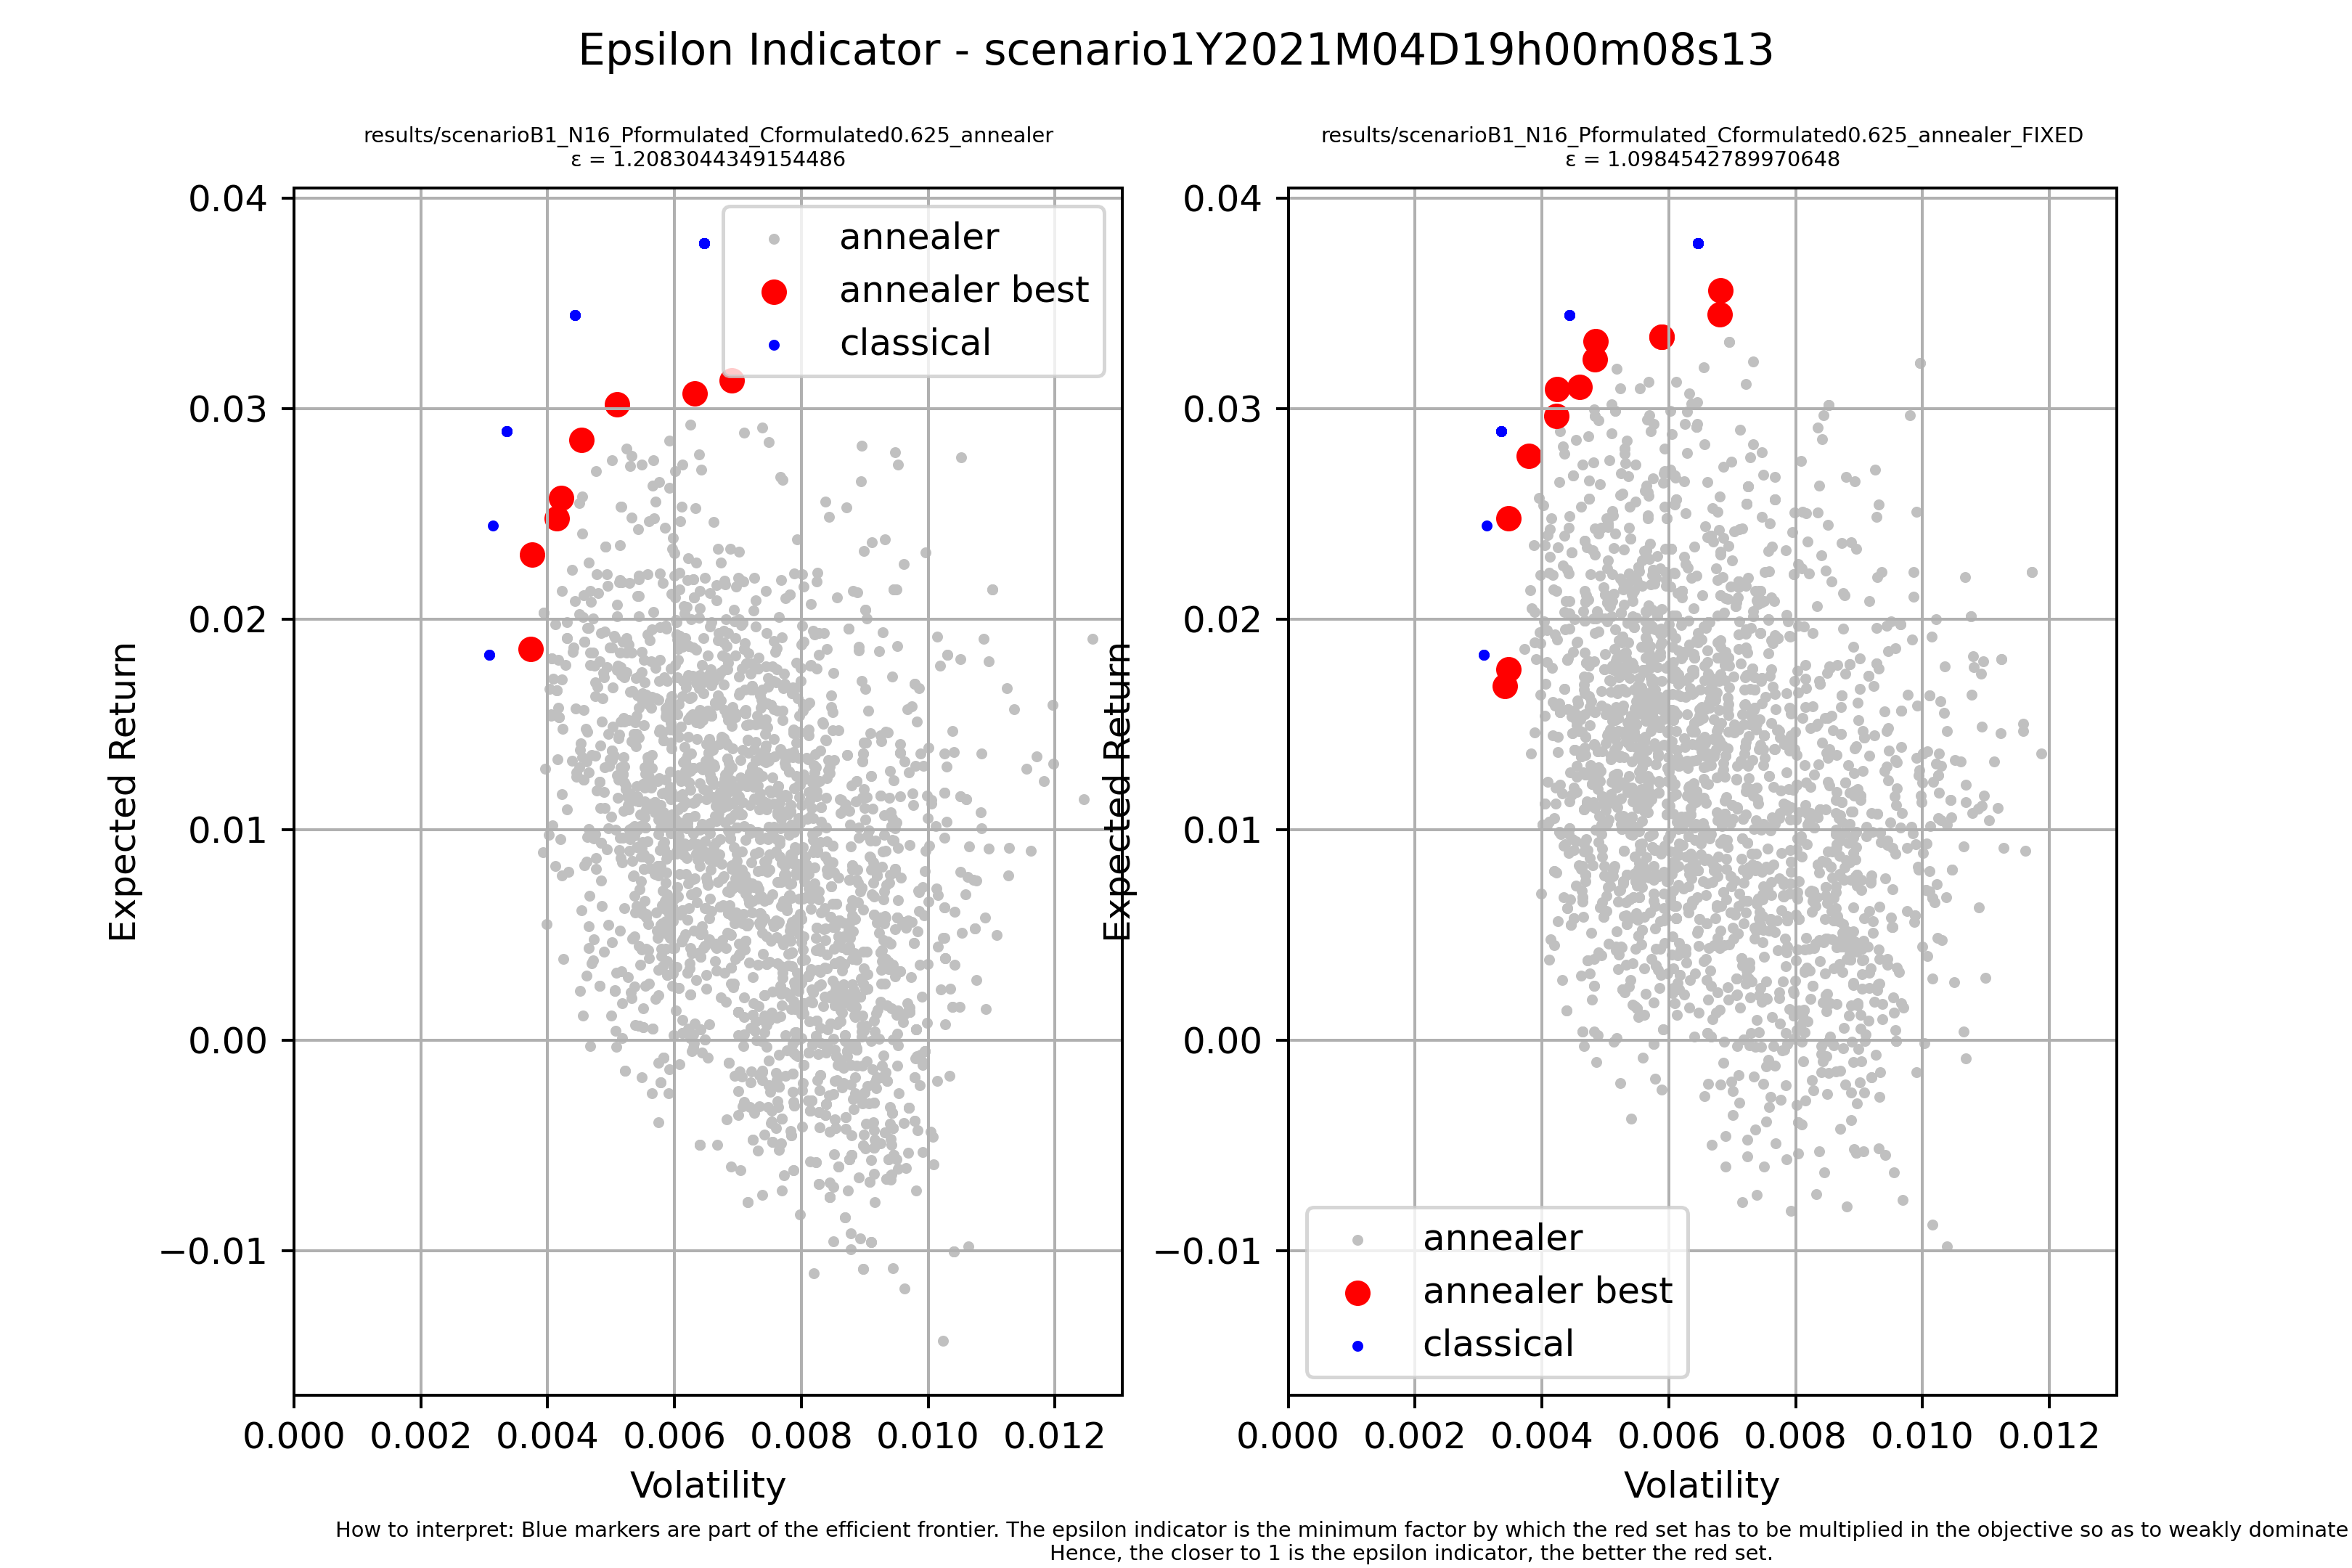 Epsilon Indicator - scenario1Y2021M04D19h00m08s13
results/scenarioB1_N16_Pformulated_Cformulated0.625_annealer
ε = 1.2083044349154486
0.04
0.03
0.02
0.01
0.00
−0.01
Expected Return
annealer
annealer best
classical
0.000 0.002 0.004 0.006 0.008 0.010 0.012
Volatility
results/scenarioB1_N16_Pformulated_Cformulated0.625_annealer_FIXED
ε = 1.0984542789970648
0.04
0.03
0.02
0.01
0.00
−0.01
Expected Return
annealer
annealer best
classical
0.000 0.002 0.004 0.006 0.008 0.010 0.012
Volatility
How to interpret: Blue markers are part of the efficient frontier. The epsilon indicator is the minimum factor by which the red set has to be multiplied in the objective so as to weakly dominate
Hence, the closer to 1 is the epsilon indicator, the better the red set.